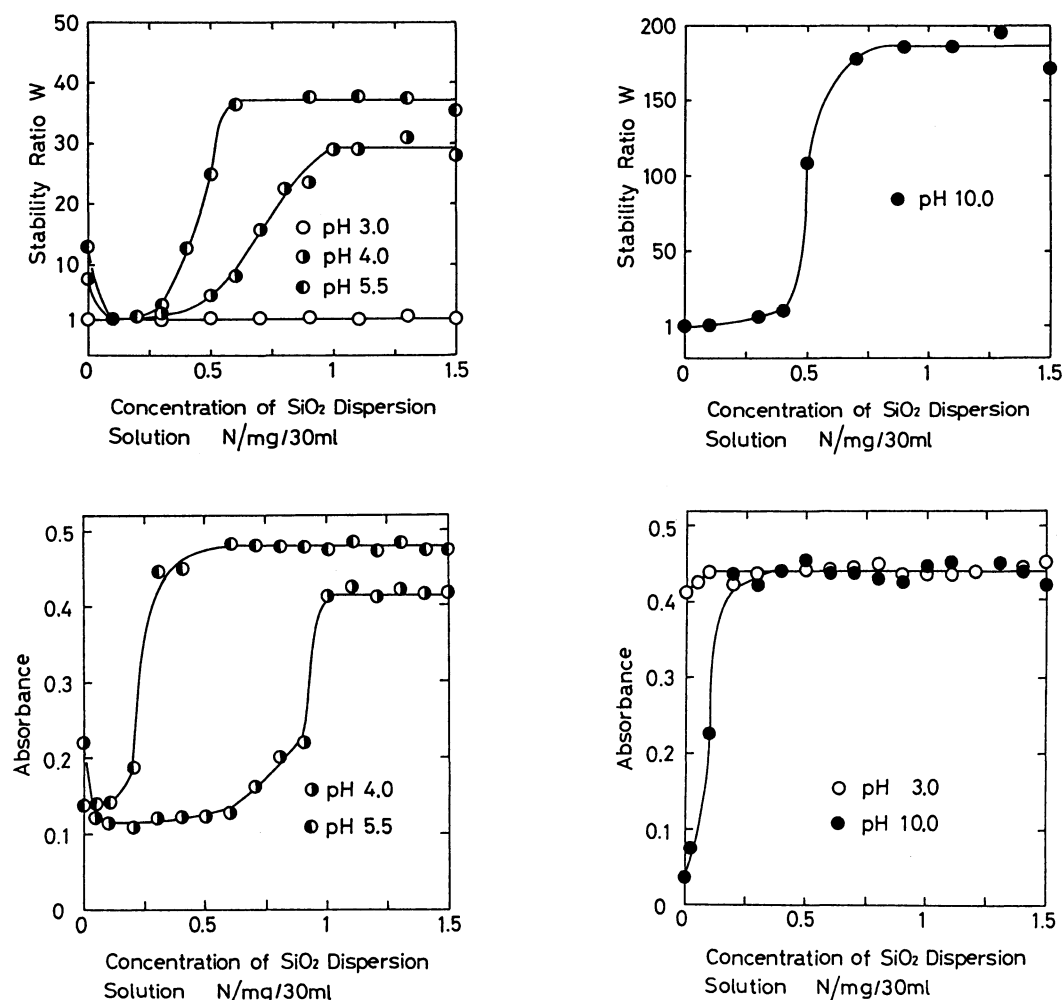 50
40
30
20
10
1
Stability Ratio W
pH 3.0
pH 4.0
pH 5.5
0
0.5
1
1.5
Concentration of SiO₂ Dispersion
Solution N/mg/30ml
200
150
100
50
1
Stability Ratio W
pH 10.0
0
0.5
1
1.5
Concentration of SiO₂ Dispersion
Solution N/mg/30ml
0.5
0.4
0.3
0.2
0.1
0
Absorbance
pH 4.0
pH 5.5
0
0.5
1
1.5
Concentration of SiO₂ Dispersion
Solution N/mg/30ml
0.5
0.4
0.3
0.2
0.1
0
Absorbance
pH 3.0
pH 10.0
0
0.5
1
1.5
Concentration of SiO₂ Dispersion
Solution N/mg/30ml